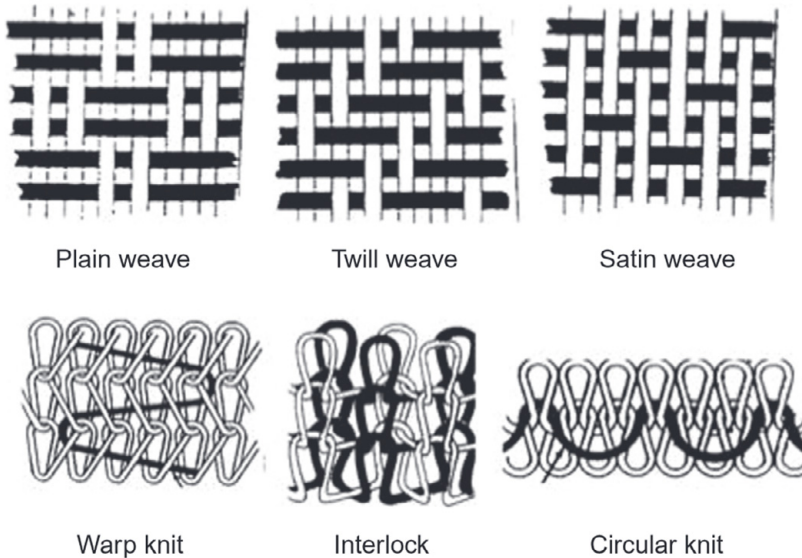 Plain weave
Twill weave
Satin weave
Warp knit
Interlock
Circular knit